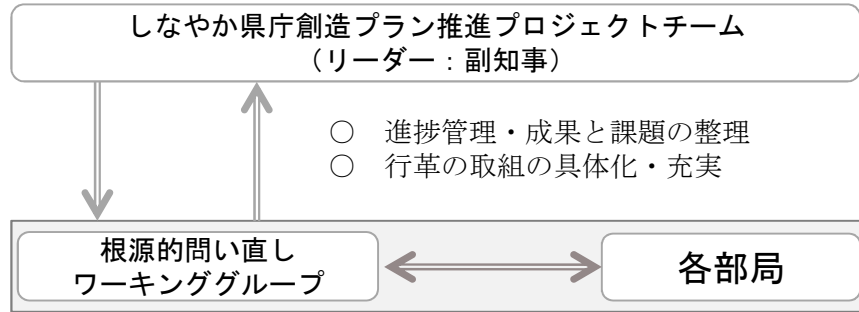 しなやか県庁創造プラン推進プロジェクトチーム
（リーダー：副知事）
○　進捗管理・成果と課題の整理
○　行革の取組の具体化・充実
根源的問い直し
ワーキンググループ
各部局